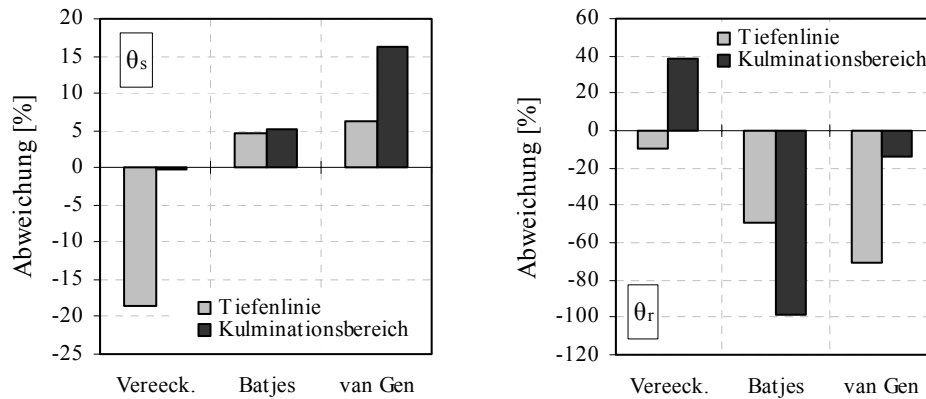 20
15
10
5
0
-5
-10
-15
-20
-25
Abweichung [%]
θs
Tiefenlinie
Kulminationsbereich
Vereeck. Batjes van Gen
60
40
20
0
-20
-40
-60
-80
-100
-120
Abweichung [%]
Tiefenlinie
Kulminationsbereich
θr
Vereeck. Batjes van Gen